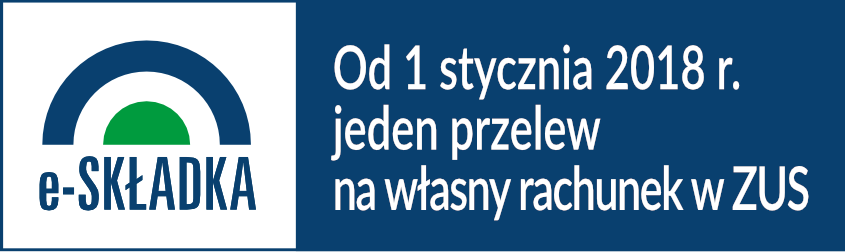 e-SKŁADKA
Od 1 stycznia 2018 r.
jeden przelew
na własny rachunek w ZUS